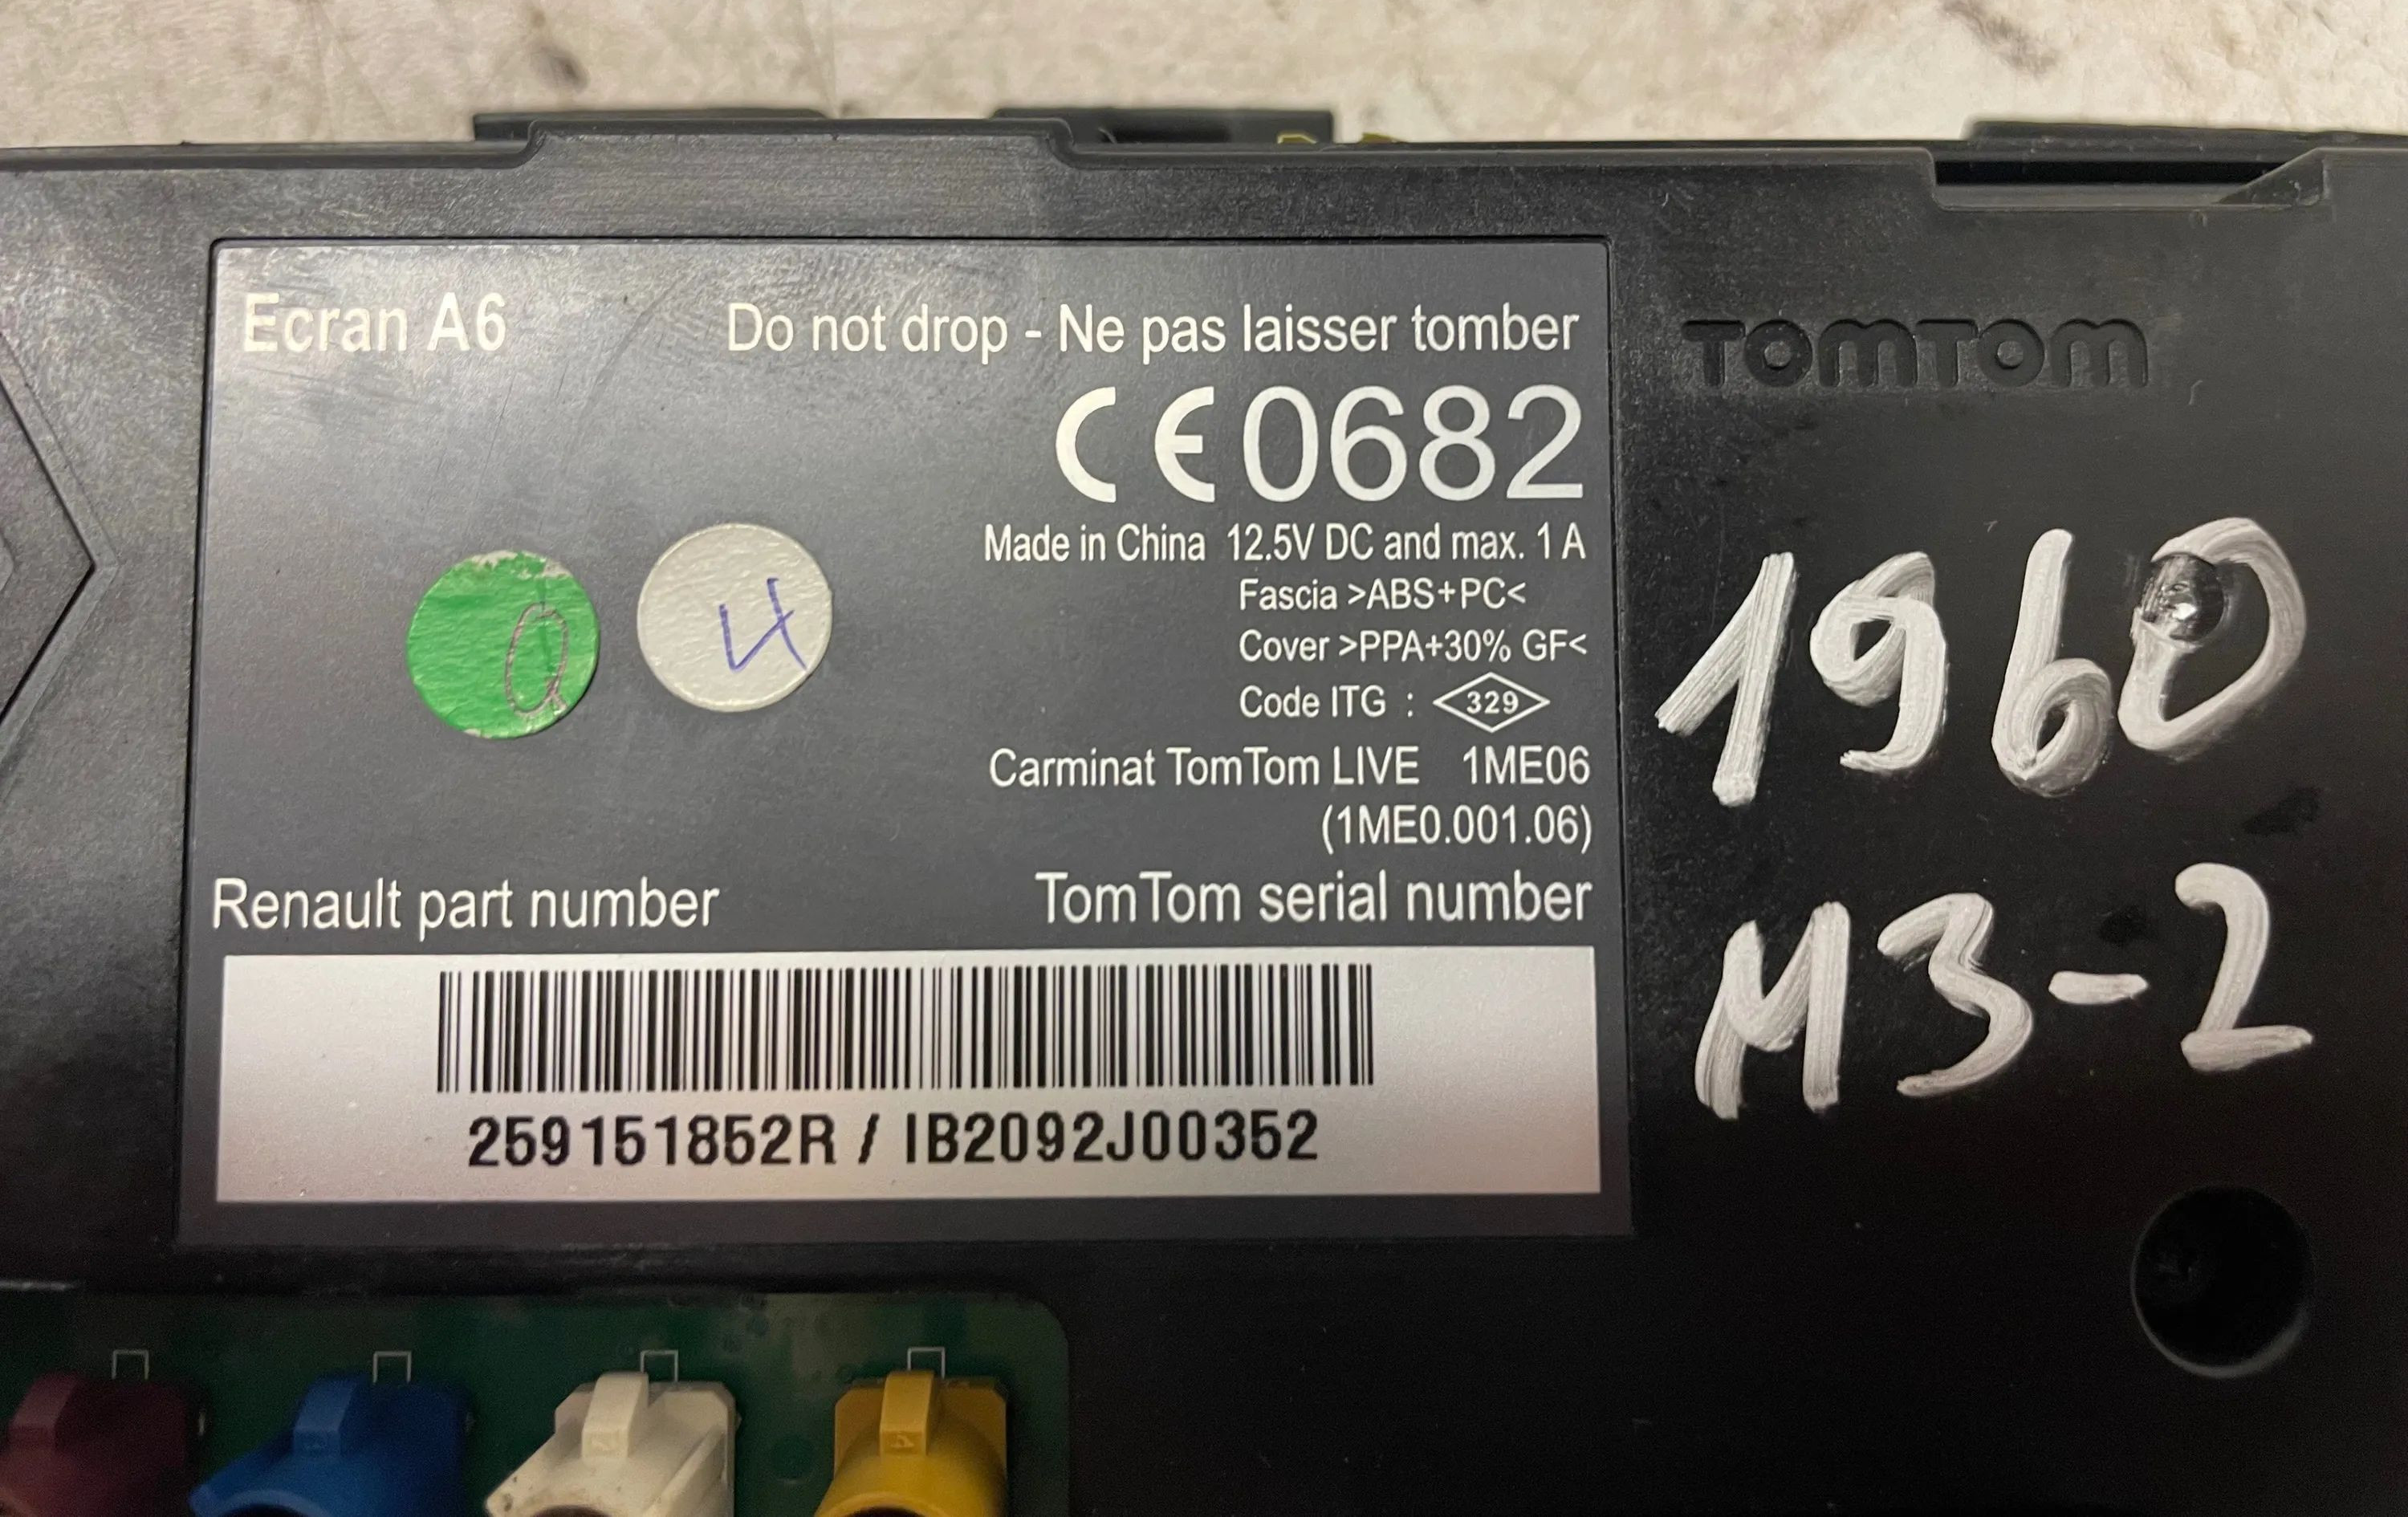 Ecran A6 Do not drop - Ne pas laisser tomber
TOMTOM
CE 0682
Made in China 12.5V DC and max. 1 A
Fascia >ABS+PC<
Cover >PPA+30% GF<
Code ITG : 329
Carminat TomTom LIVE 1ME06
(1ME0.001.06)
Renault part number TomTom serial number
259151852R / IB2092J00352
Q
4
1960
M3-2